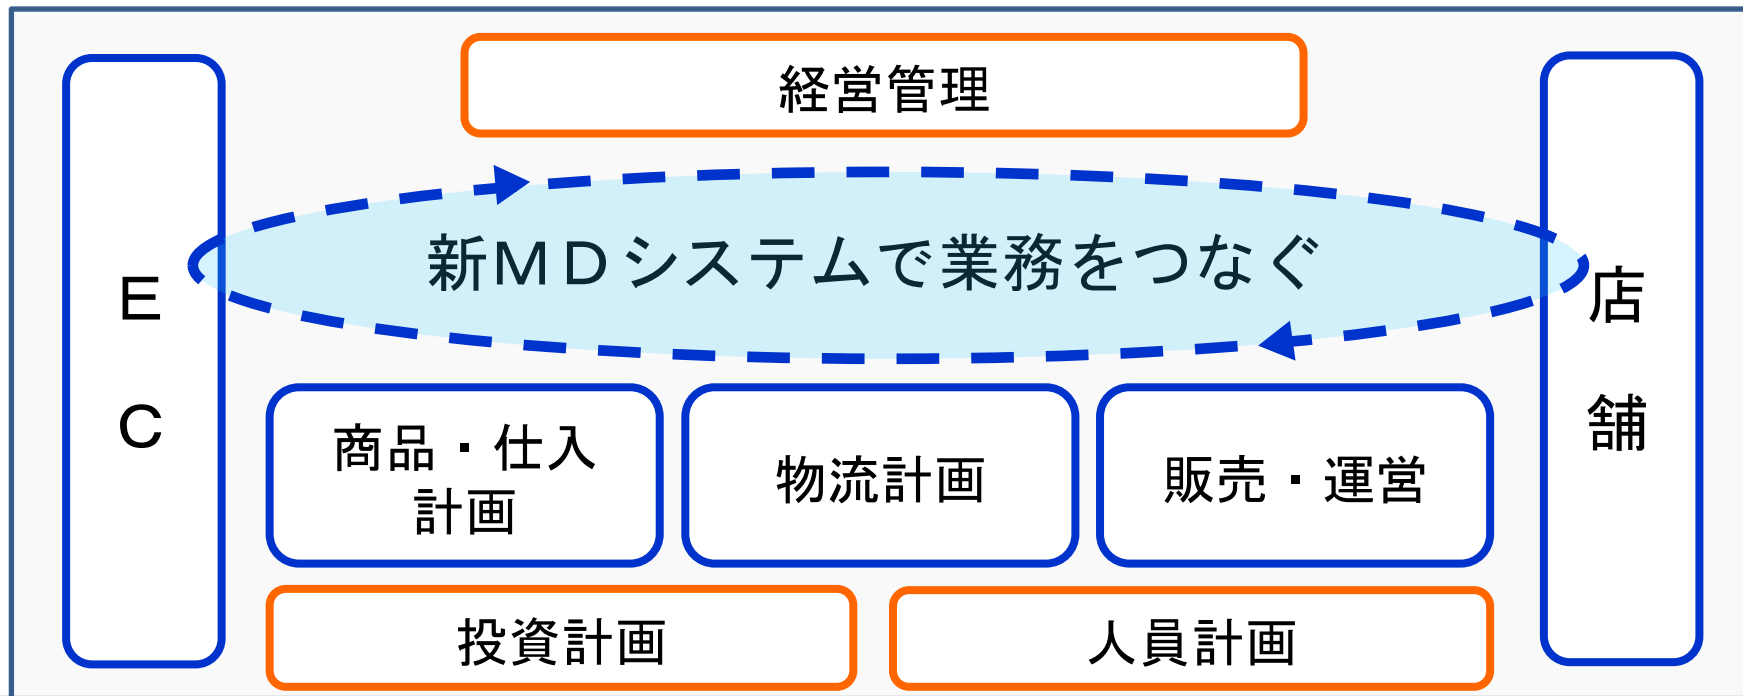 経営管理
EC
新MDシステムで業務をつなぐ
店舗
商品・仕入
計画
物流計画
販売・運営
投資計画
人員計画